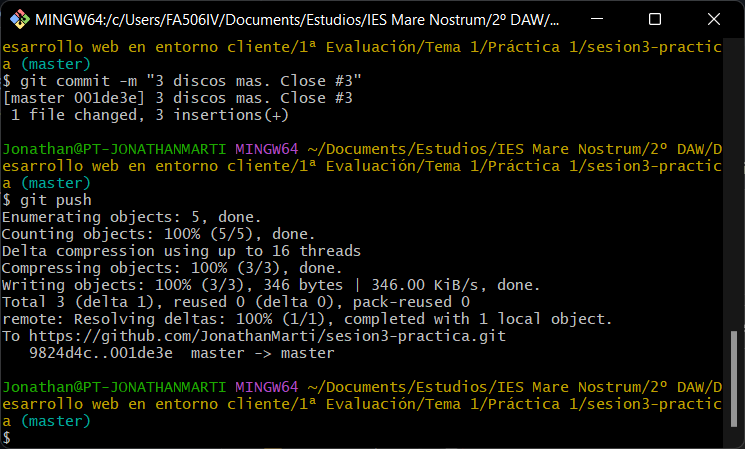 MINGW64:/c/Users/FA506IV/Documents/Estudios/IES Mare Nostrum/2º DAW/...
esarrollo web en entorno cliente/1ª Evaluación/Tema 1/Práctica 1/sesion3-practic
a (master)
$ git commit -m "3 discos mas. Close #3"
[master 001de3e] 3 discos mas. Close #3
 1 file changed, 3 insertions(+)

Jonathan@PT-JONATHANMARTI MINGW64 ~/Documents/Estudios/IES Mare Nostrum/2º DAW/D
esarrollo web en entorno cliente/1ª Evaluación/Tema 1/Práctica 1/sesion3-practic
a (master)
$ git push
Enumerating objects: 5, done.
Counting objects: 100% (5/5), done.
Delta compression using up to 16 threads
Compressing objects: 100% (3/3), done.
Writing objects: 100% (3/3), 346 bytes | 346.00 KiB/s, done.
Total 3 (delta 1), reused 0 (delta 0), pack-reused 0
remote: Resolving deltas: 100% (1/1), completed with 1 local object.
To https://github.com/JonathanMarti/sesion3-practica.git
   9824d4c..001de3e  master -> master

Jonathan@PT-JONATHANMARTI MINGW64 ~/Documents/Estudios/IES Mare Nostrum/2º DAW/D
esarrollo web en entorno cliente/1ª Evaluación/Tema 1/Práctica 1/sesion3-practic
a (master)
$